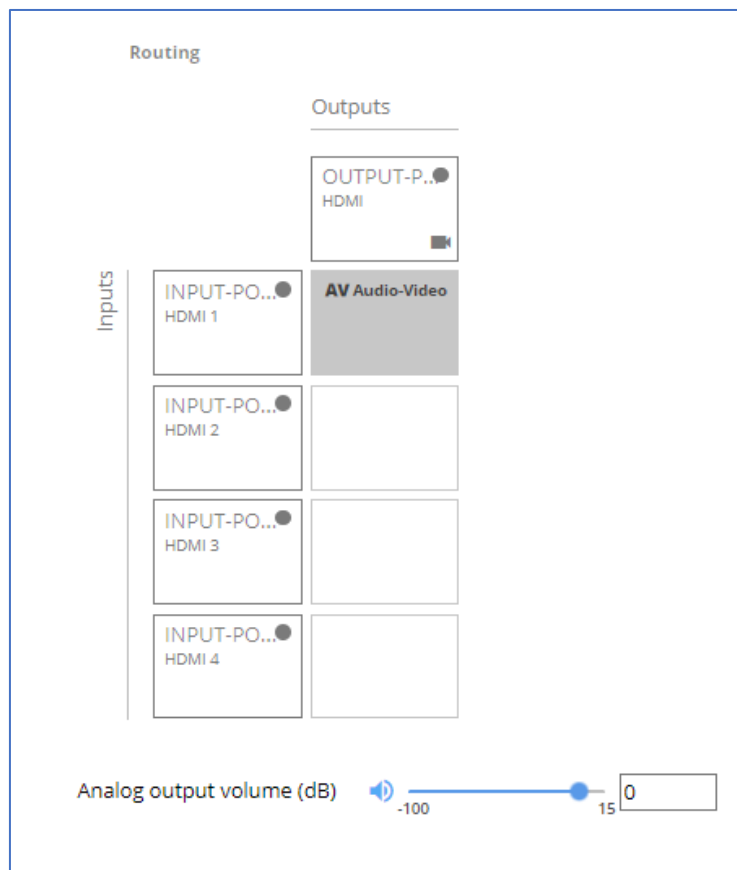 Routing
Outputs
OUTPUT-P...
HDMI
Inputs
INPUT-PO...
HDMI 1
AV Audio-Video
INPUT-PO...
HDMI 2
INPUT-PO...
HDMI 3
INPUT-PO...
HDMI 4
Analog output volume (dB)
-100
15
0